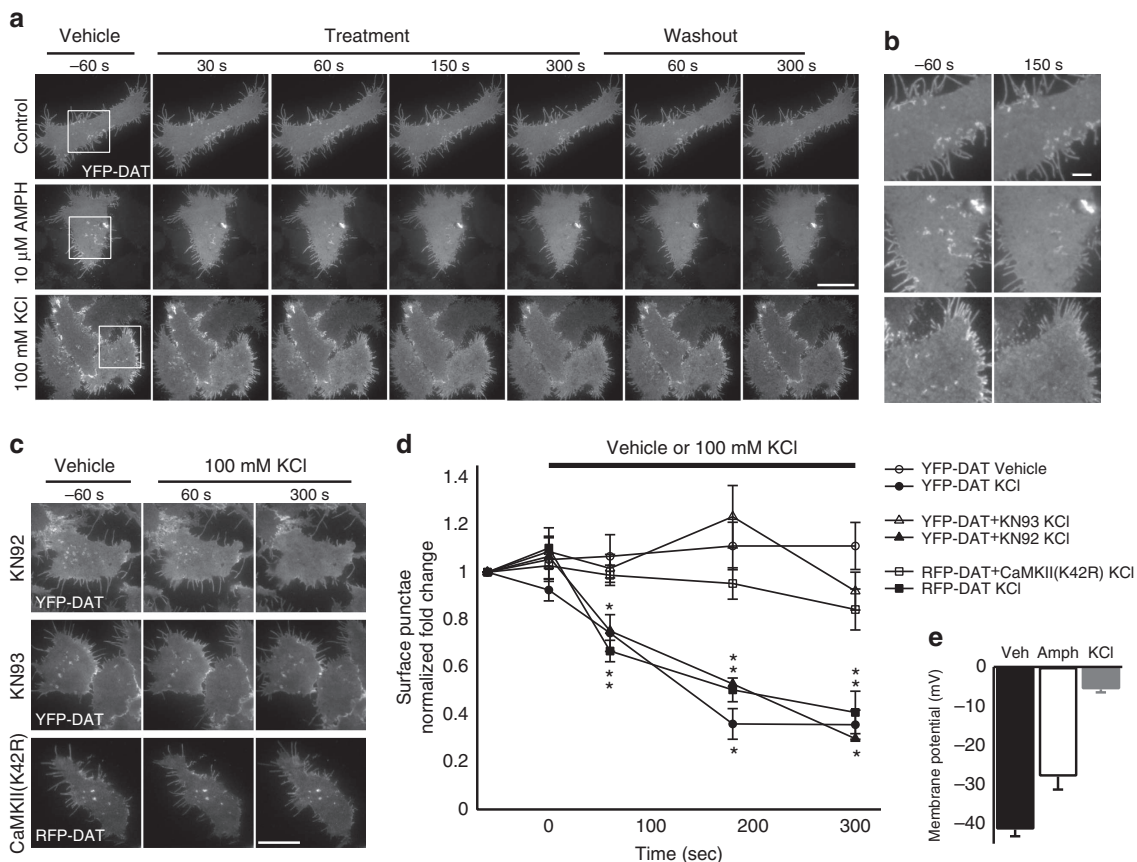 a
Vehicle Treatment Washout
–60 s 30 s 60 s 150 s 300 s 60 s 300 s
Control
YFP-DAT
10 μM AMPH
100 mM KCl
b
–60 s 150 s
c
Vehicle 100 mM KCl
–60 s 60 s 300 s
KN92
YFP-DAT
KN93
YFP-DAT
CaMKII(K42R)
RFP-DAT
d
Vehicle or 100 mM KCl
Surface punctae
normalized fold change
1.4
1.2
1
0.8
0.6
0.4
0.2
0
*
* *
* *
*
* *
*
0 100 200 300
Time (sec)
YFP-DAT Vehicle
YFP-DAT KCl
YFP-DAT+KN93 KCl
YFP-DAT+KN92 KCl
RFP-DAT+CaMKII(K42R) KCl
RFP-DAT KCl
e
Veh Amph KCl
Membrane potential (mV)
0
–10
–20
–30
–40